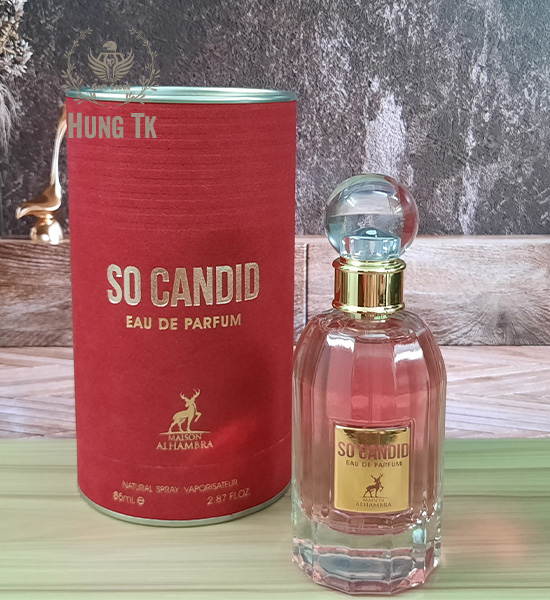 HUNG TK
SO CANDID
EAU DE PARFUM
MAISON
ALHAMBRA
NATURAL SPRAY VAPORISATEUR
85mL ℮ 2.87 FL.OZ.
SO CANDID
EAU DE PARFUM
MAISON
ALHAMBRA